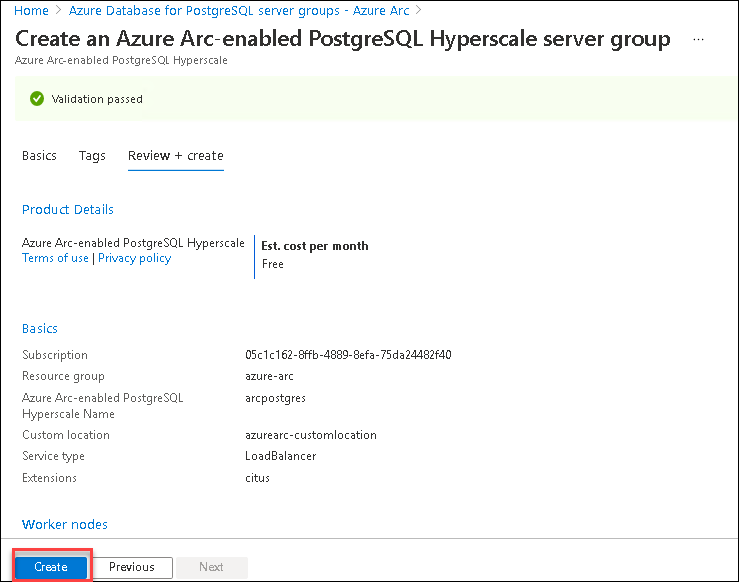 Home > Azure Database for PostgreSQL server groups - Azure Arc >
Create an Azure Arc-enabled PostgreSQL Hyperscale server group ...
Azure Arc-enabled PostgreSQL Hyperscale
Validation passed
Basics Tags Review + create
Product Details
Azure Arc-enabled PostgreSQL Hyperscale
Terms of use | Privacy policy
Est. cost per month
Free
Basics
Subscription 05c1c162-8ffb-4889-8efa-75da24482f40
Resource group azure-arc
Azure Arc-enabled PostgreSQL
Hyperscale Name
arcpostgres
Custom location azurearc-customlocation
Service type LoadBalancer
Extensions citus
Worker nodes
Create Previous Next